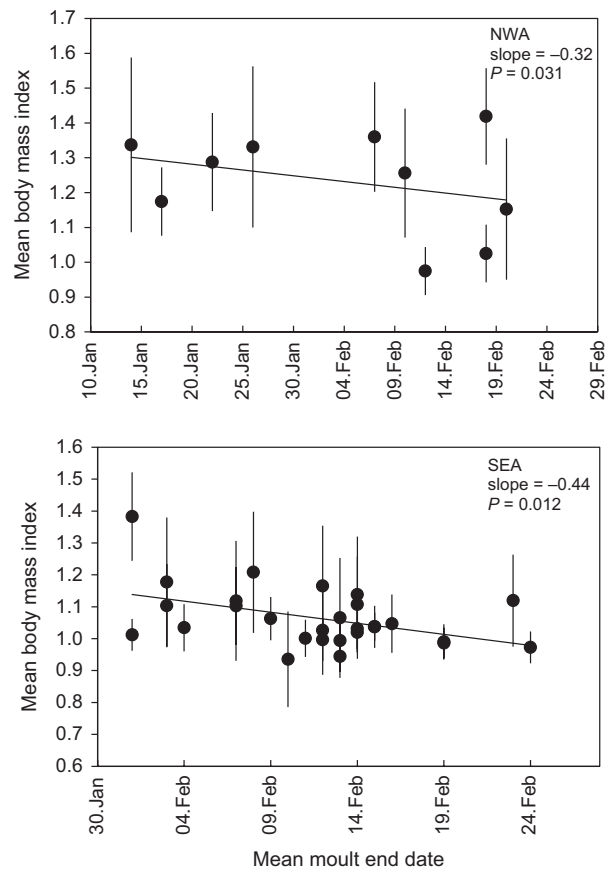 1.7
NWA
slope = –0.32
P = 0.031
1.6
1.5
1.4
1.3
1.2
1.1
1.0
0.9
0.8
Mean body mass index
10.Jan
15.Jan
20.Jan
25.Jan
30.Jan
04.Feb
09.Feb
14.Feb
19.Feb
24.Feb
29.Feb
1.6
SEA
slope = –0.44
P = 0.012
1.5
1.4
1.3
1.2
1.1
1.0
0.9
0.8
0.7
0.6
Mean body mass index
30.Jan
04.Feb
09.Feb
14.Feb
19.Feb
24.Feb
Mean moult end date